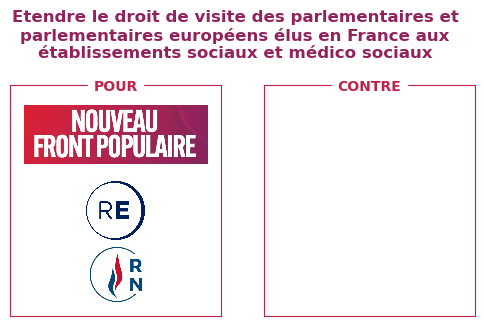 Etendre le droit de visite des parlementaires et
parlementaires européens élus en France aux
établissements sociaux et médico sociaux
POUR
CONTRE
NOUVEAU
FRONT POPULAIRE
RE
R
N